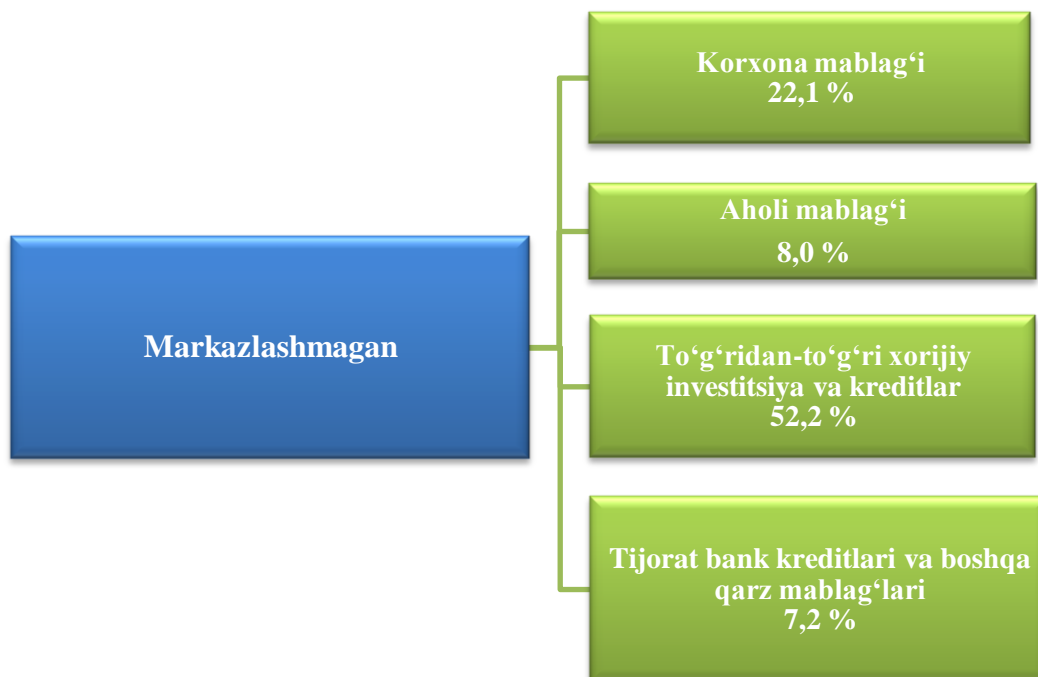 Korxona mablag‘i
22,1 %
Aholi mablag‘i
8,0 %
Markazlashmagan
To‘g‘ridan-to‘g‘ri xorijiy
investitsiya va kreditlar
52,2 %
Tijorat bank kreditlari va boshqa
qarz mablag‘lari
7,2 %